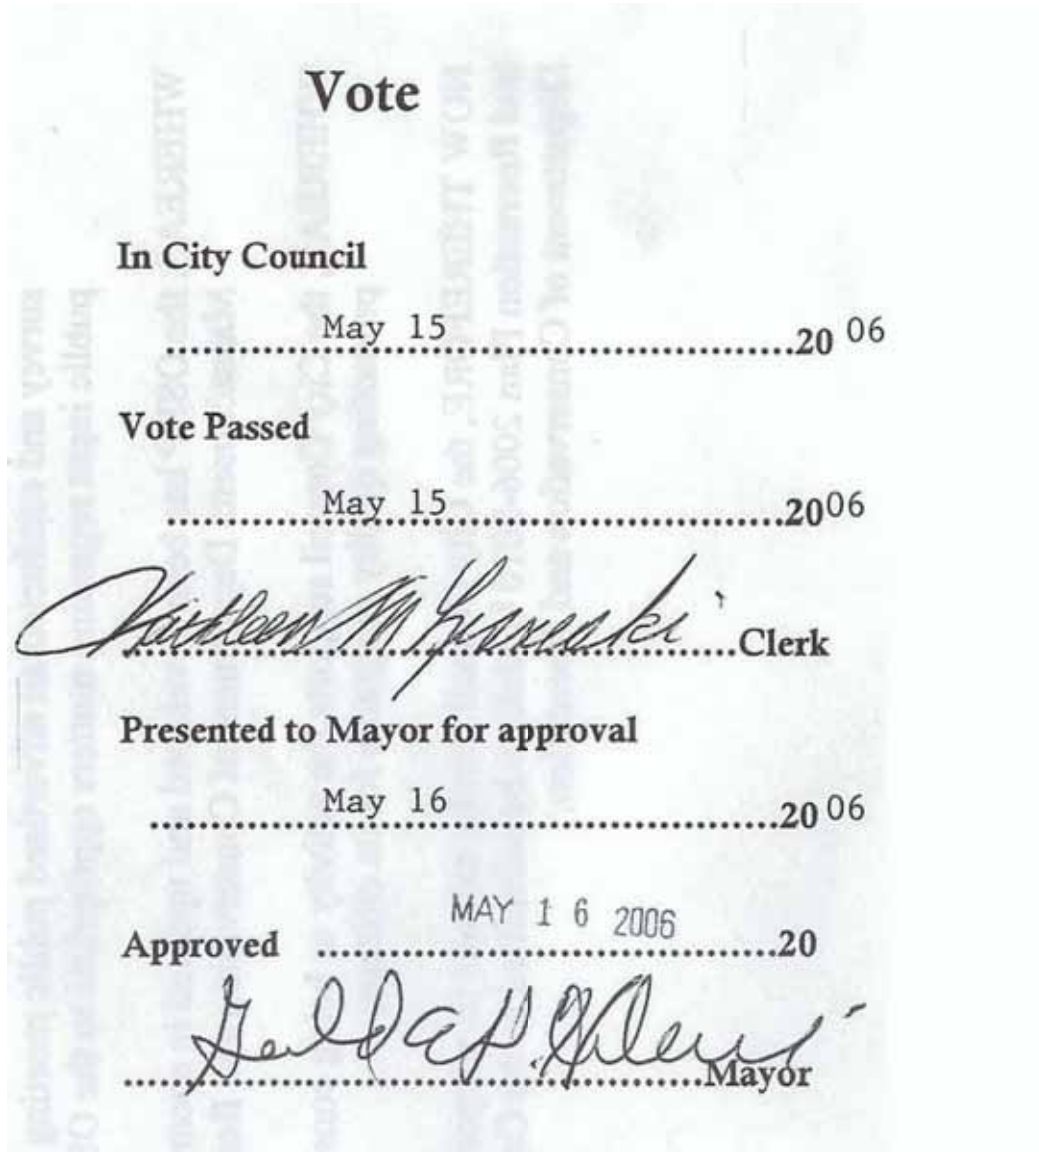 Vote
In City Council
May 15 20 06
Vote Passed
May 15 2006
Kathleen M Clerk
Presented to Mayor for approval
May 16 20 06
MAY 16 2006
Approved 20
Mayor